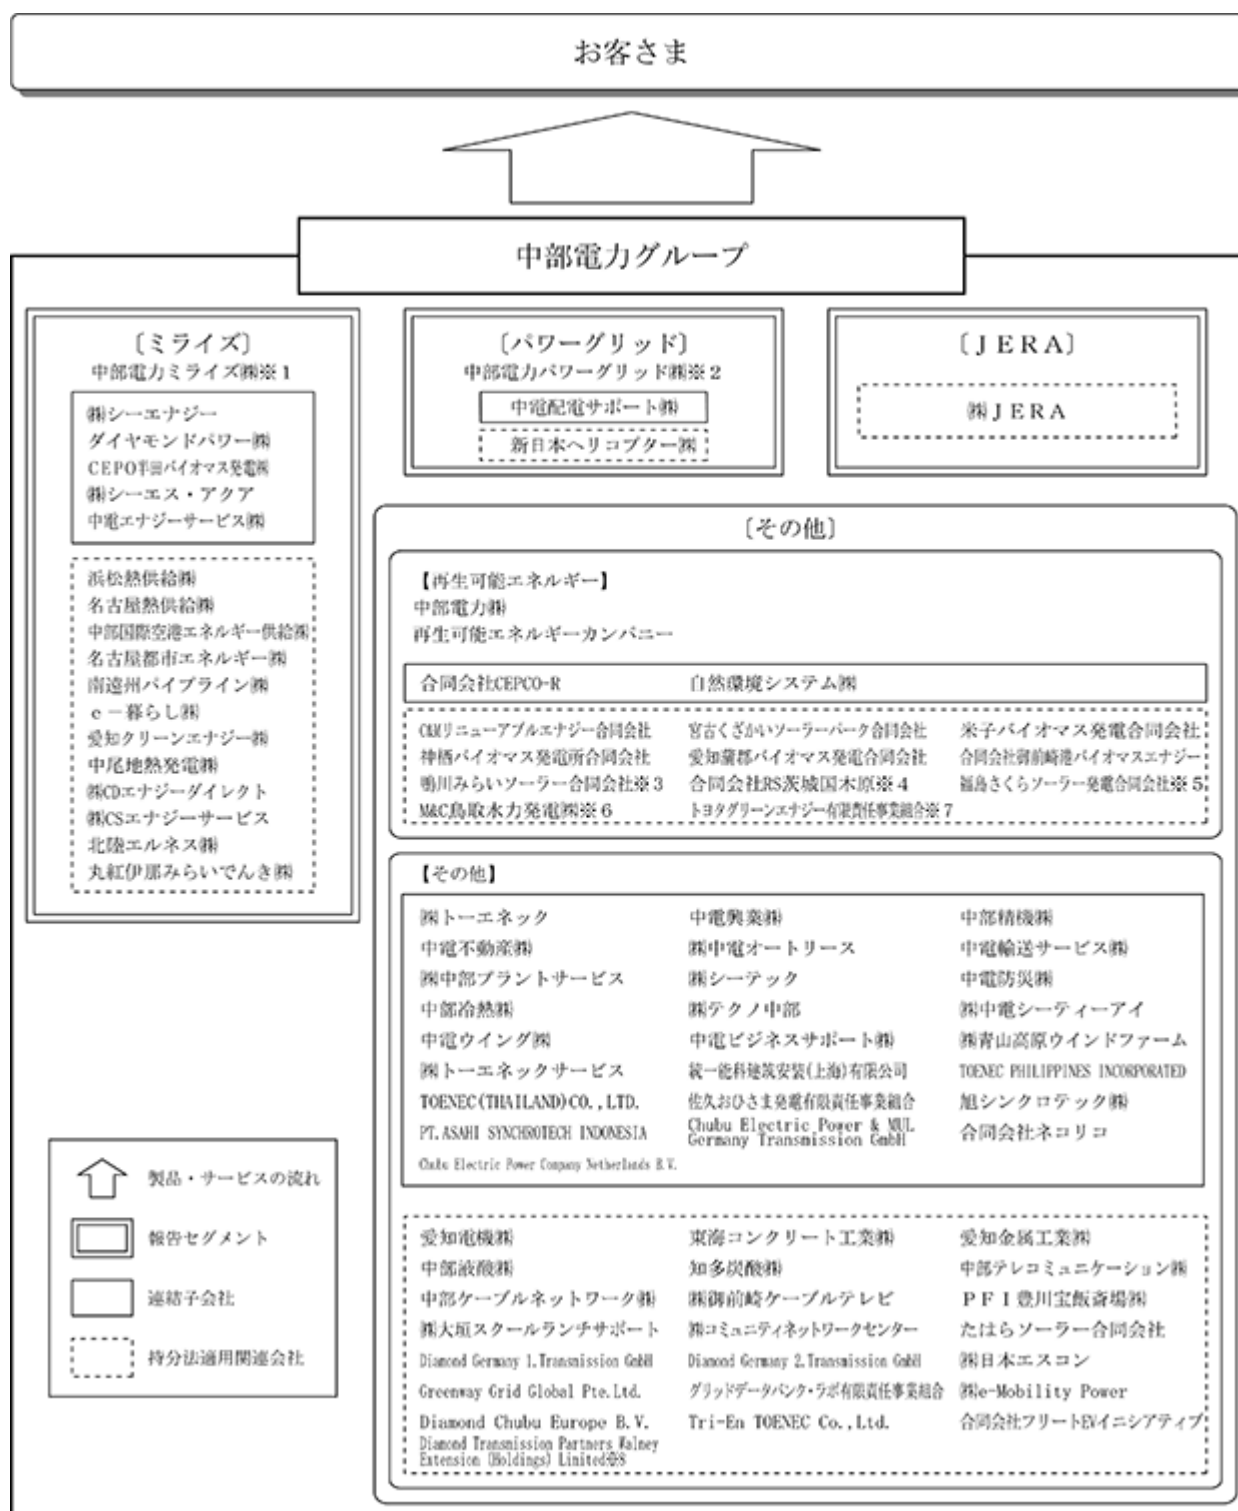 お客さま
中部電力グループ
〔ミライズ〕
中部電力ミライズ㈱※1
㈱シーエナジー
ダイヤモンドパワー㈱
CEPO半田バイオマス発電㈱
㈱シーエス・アクア
中電エナジーサービス㈱
浜松熱供給㈱
名古屋熱供給㈱
中部国際空港エネルギー供給㈱
名古屋都市エネルギー㈱
南遠州パイプライン㈱
e－暮らし㈱
愛知クリーンエナジー㈱
中尾地熱発電㈱
㈱CDエナジーダイレクト
㈱CSエナジーサービス
北陸エルネス㈱
丸紅伊那みらいでんき㈱
〔パワーグリッド〕
中部電力パワーグリッド㈱※2
中電配電サポート㈱
新日本ヘリコプター㈱
〔JERA〕
㈱JERA
〔その他〕
【再生可能エネルギー】
中部電力㈱
再生可能エネルギーカンパニー
合同会社CEPCO-R 自然環境システム㈱
C&Mリニューアブルエナジー合同会社 宮古くざかいソーラーパーク合同会社 米子バイオマス発電合同会社
神栖バイオマス発電所合同会社 愛知蒲郡バイオマス発電合同会社 合同会社御前崎港バイオマスエナジー
鴨川みらいソーラー合同会社※3 合同会社RS茨城国木原※4 福島さくらソーラー発電合同会社※5
M&C鳥取水力発電㈱※6 トヨタグリーンエナジー有限責任事業組合※7
【その他】
㈱トーエネック 中電興業㈱ 中部精機㈱
中電不動産㈱ ㈱中電オートリース 中電輸送サービス㈱
㈱中部プラントサービス ㈱シーテック 中電防災㈱
中部冷熱㈱ ㈱テクノ中部 ㈱中電シーティーアイ
中電ウイング㈱ 中電ビジネスサポート㈱ ㈱青山高原ウインドファーム
㈱トーエネックサービス 統一能科建筑安装(上海)有限公司 TOENEC PHILIPPINES INCORPORATED
TOENEC(THAILAND)CO.,LTD. 佐久おひさま発電有限責任事業組合 旭シンクロテック㈱
PT.ASAHI SYNCHROTECH INDONESIA Chubu Electric Power & MUL Germany Transmission GmbH 合同会社ネコリコ
Chubu Electric Power Company Netherlands B.V.
愛知電機㈱ 東海コンクリート工業㈱ 愛知金属工業㈱
中部液酸㈱ 知多炭酸㈱ 中部テレコミュニケーション㈱
中部ケーブルネットワーク㈱ ㈱御前崎ケーブルテレビ PFI豊川宝飯斎場㈱
㈱大垣スクールランチサポート ㈱コミュニティネットワークセンター たはらソーラー合同会社
Diamond Germany 1.Transmission GmbH Diamond Germany 2.Transmission GmbH ㈱日本エスコン
Greenway Grid Global Pte.Ltd. グリッドデータバンク・ラボ有限責任事業組合 ㈱e-Mobility Power
Diamond Chubu Europe B.V. Tri-En TOENEC Co.,Ltd. 合同会社フリートEVイニシアティブ
Diamond Transmission Partners Walney
Extension (Holdings) Limited※8
製品・サービスの流れ
報告セグメント
連結子会社
持分法適用関連会社